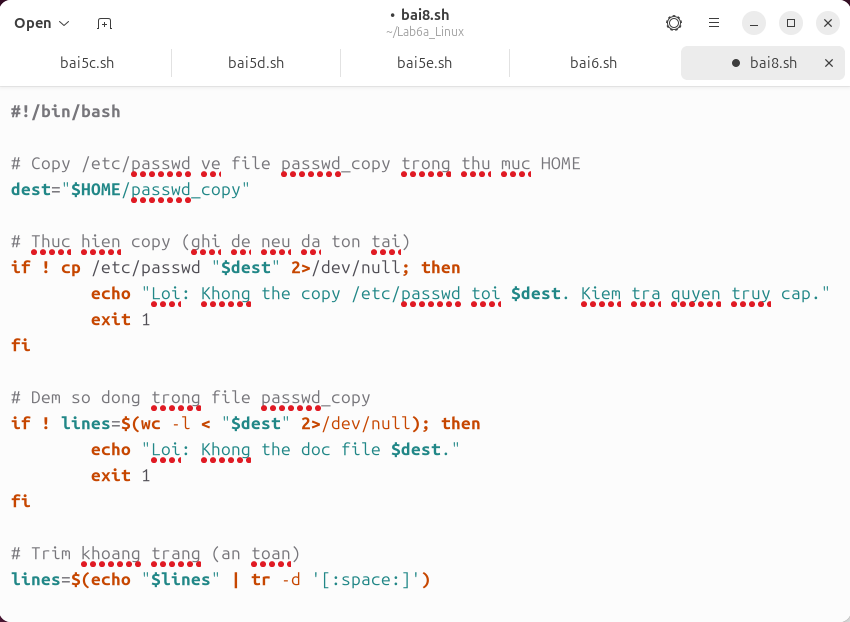 Open
• bai8.sh
~/Lab6a_Linux
bai5c.sh
bai5d.sh
bai5e.sh
bai6.sh
● bai8.sh
#!/bin/bash
# Copy /etc/passwd ve file passwd_copy trong thu muc HOME
dest="$HOME/passwd_copy"
# Thuc hien copy (ghi de neu da ton tai)
if ! cp /etc/passwd "$dest" 2>/dev/null; then
echo "Loi: Khong the copy /etc/passwd toi $dest. Kiem tra quyen truy cap."
exit 1
fi
# Dem so dong trong file passwd_copy
if ! lines=$(wc -l < "$dest" 2>/dev/null); then
echo "Loi: Khong the doc file $dest."
exit 1
fi
# Trim khoang trang (an toan)
lines=$(echo "$lines" | tr -d '[:space:]')